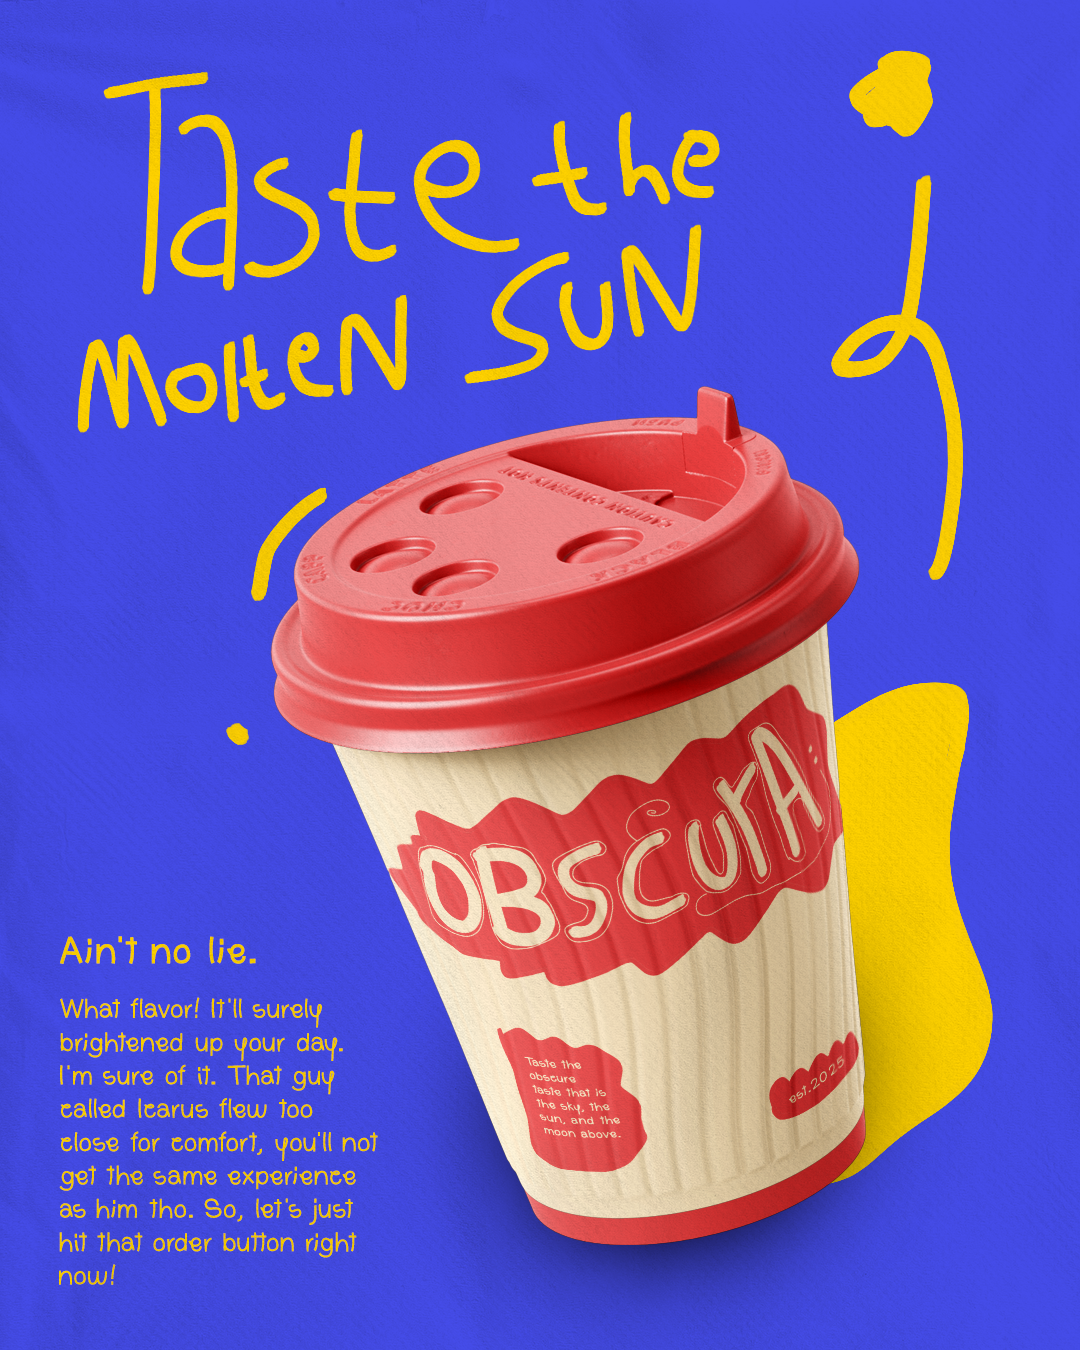 Taste the
MOLteN SUN
OBSCurA:
Taste the
obscure
taste that is
the sky, the
sun, and the
moon above.
est.2025
Ain't no lie.
What flavor! It'll surely
brightened up your day.
I'm sure of it. That guy
called Icarus flew too
close for comfort, you'll not
get the same experience
as him tho. So, let's just
hit that order button right
now!